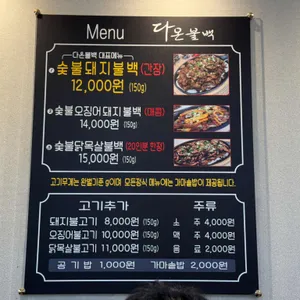 Menu 다온불백
다온불백 대표메뉴
숯불돼지불백 (간장)
12,000원 (150g)
숯불오징어돼지불백 (매콤)
14,000원 (150g)
숯불닭목살불백 (20인분 한정)
15,000원 (150g)
고기무게는 완별기준 g이며 모든정식 메뉴에는 가마솥밥이 제공됩니다.
고기추가 주류
돼지불고기 8,000원 (150g) 소 주 4,000원
오징어불고기 10,000원 (150g) 맥 주 4,000원
닭목살불고기 11,000원 (150g) 음 료 2,000원
공기밥 1,000원 가마솥밥 2,000원